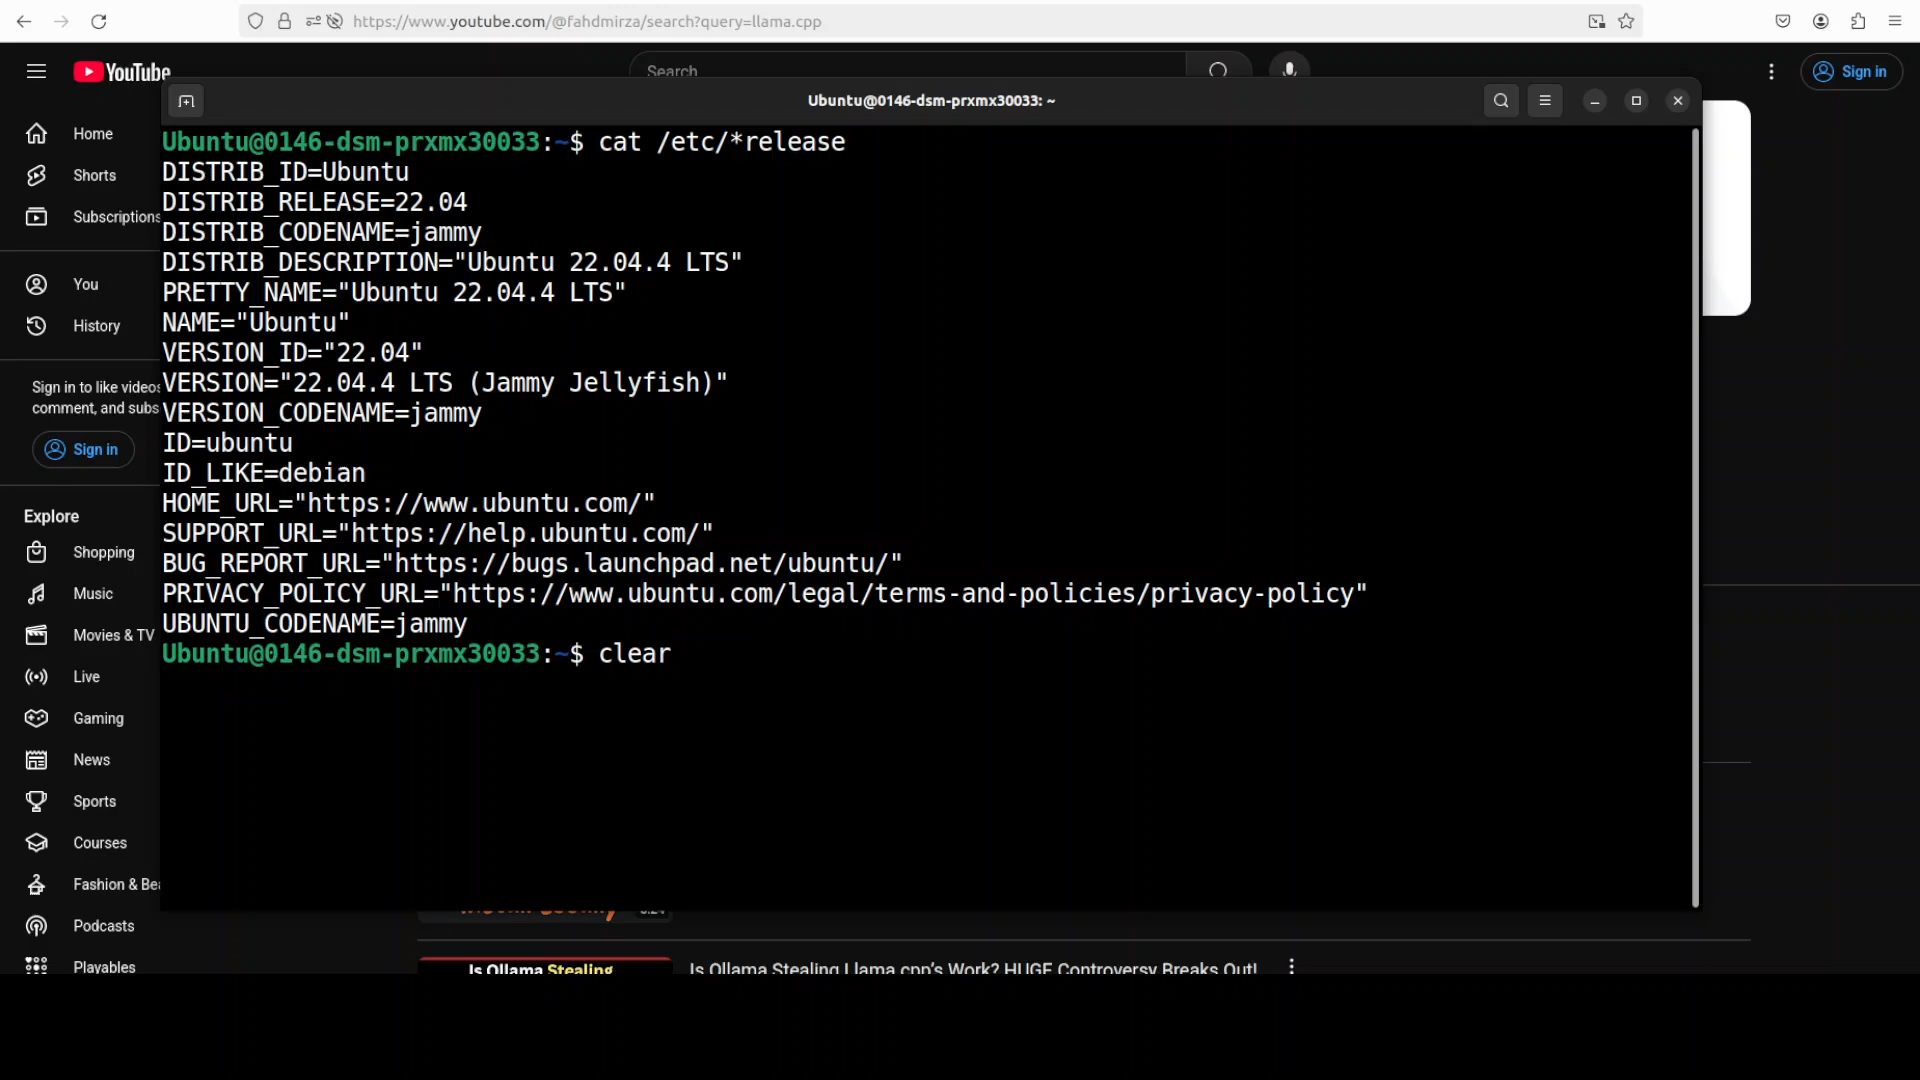 https://www.youtube.com/@fahdmirza/search?query=llama.cpp
YouTube
Search
Sign in
Home
Shorts
Subscriptions
You
History
Sign in to like videos
comment, and subs
Sign in
Explore
Shopping
Music
Movies & TV
Live
Gaming
News
Sports
Courses
Fashion & Bea
Podcasts
Playables
Ubuntu@0146-dsm-prxmx30033: ~
Ubuntu@0146-dsm-prxmx30033:~$ cat /etc/*release
DISTRIB_ID=Ubuntu
DISTRIB_RELEASE=22.04
DISTRIB_CODENAME=jammy
DISTRIB_DESCRIPTION="Ubuntu 22.04.4 LTS"
PRETTY_NAME="Ubuntu 22.04.4 LTS"
NAME="Ubuntu"
VERSION_ID="22.04"
VERSION="22.04.4 LTS (Jammy Jellyfish)"
VERSION_CODENAME=jammy
ID=ubuntu
ID_LIKE=debian
HOME_URL="https://www.ubuntu.com/"
SUPPORT_URL="https://help.ubuntu.com/"
BUG_REPORT_URL="https://bugs.launchpad.net/ubuntu/"
PRIVACY_POLICY_URL="https://www.ubuntu.com/legal/terms-and-policies/privacy-policy"
UBUNTU_CODENAME=jammy
Ubuntu@0146-dsm-prxmx30033:~$ clear
Is Ollama Stealing
Is Ollama Stealing Llama.cpp's Work? HUGE Controversy Breaks Out!